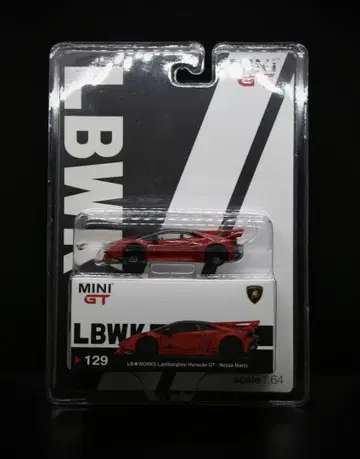 LBWK
MINI
GT
MINI
GT
LBWK
129
LB★WORKS Lamborghini Huracán GT - Rosso Mars
scale 1:64